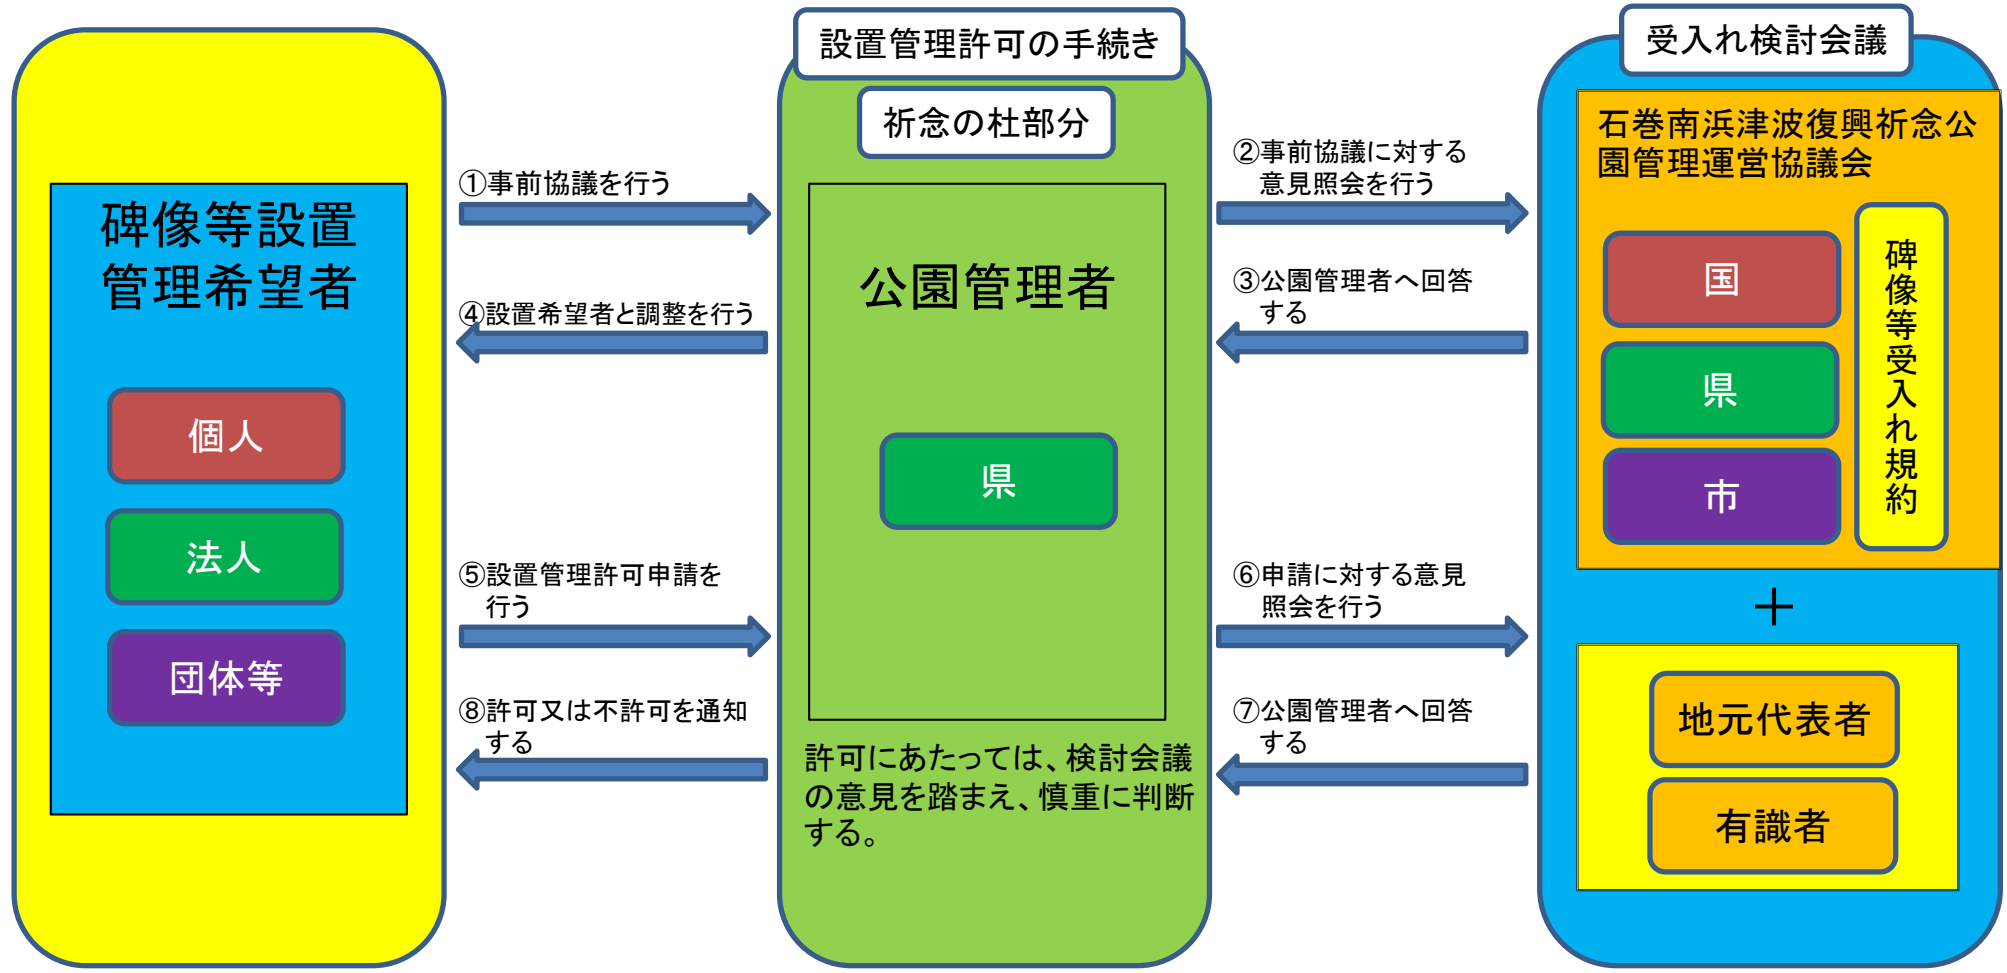 設置管理許可の手続き
祈念の杜部分
受入れ検討会議
碑像等設置
管理希望者
個人
法人
団体等
①事前協議を行う
④設置希望者と調整を行う
⑤設置管理許可申請を
行う
⑧許可又は不許可を通知
する
公園管理者
県
許可にあたっては、検討会議
の意見を踏まえ、慎重に判断
する。
②事前協議に対する
意見照会を行う
③公園管理者へ回答
する
⑥申請に対する意見
照会を行う
⑦公園管理者へ回答
する
石巻南浜津波復興祈念公
園管理運営協議会
国
県
市
碑像等受入れ規約
＋
地元代表者
有識者